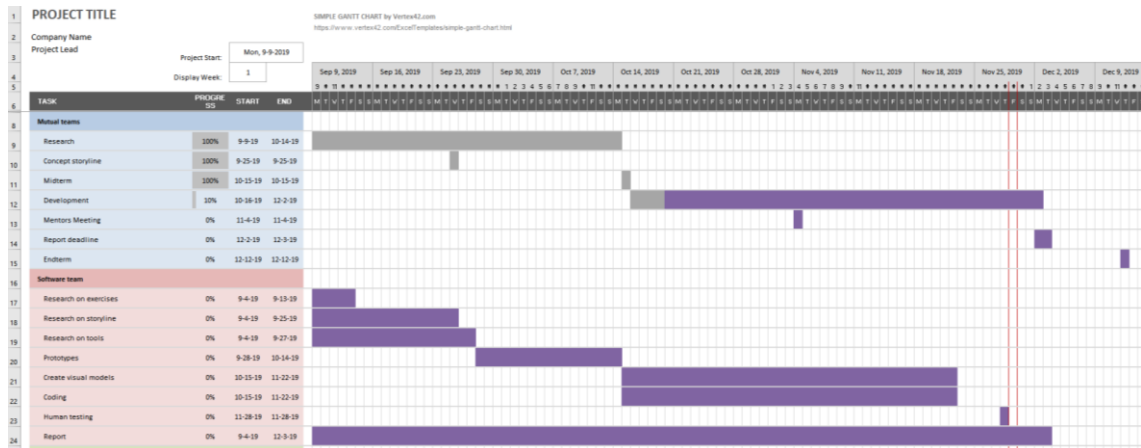 PROJECT TITLE
SIMPLE GANTT CHART by Vertex42.com
https://www.vertex42.com/ExcelTemplates/simple-gantt-chart.html
Company Name
Project Lead
Project Start: Mon, 9-9-2019
Display Week: 1
Sep 9, 2019 Sep 16, 2019 Sep 23, 2019 Sep 30, 2019 Oct 7, 2019 Oct 14, 2019 Oct 21, 2019 Oct 28, 2019 Nov 4, 2019 Nov 11, 2019 Nov 18, 2019 Nov 25, 2019 Dec 2, 2019 Dec 9, 2019
TASK PROGRE SS START END
Mutual teams
Research 100% 9-9-19 10-14-19
Concept storyline 100% 9-25-19 9-25-19
Midterm 100% 10-15-19 10-15-19
Development 10% 10-16-19 12-2-19
Mentors Meeting 0% 11-4-19 11-4-19
Report deadline 0% 12-2-19 12-3-19
Endterm 0% 12-12-19 12-12-19
Software team
Research on exercises 0% 9-4-19 9-13-19
Research on storyline 0% 9-4-19 9-25-19
Research on tools 0% 9-4-19 9-27-19
Prototypes 0% 9-28-19 10-14-19
Create visual models 0% 10-15-19 11-22-19
Coding 0% 10-15-19 11-22-19
Human testing 0% 11-28-19 11-28-19
Report 0% 9-4-19 12-3-19